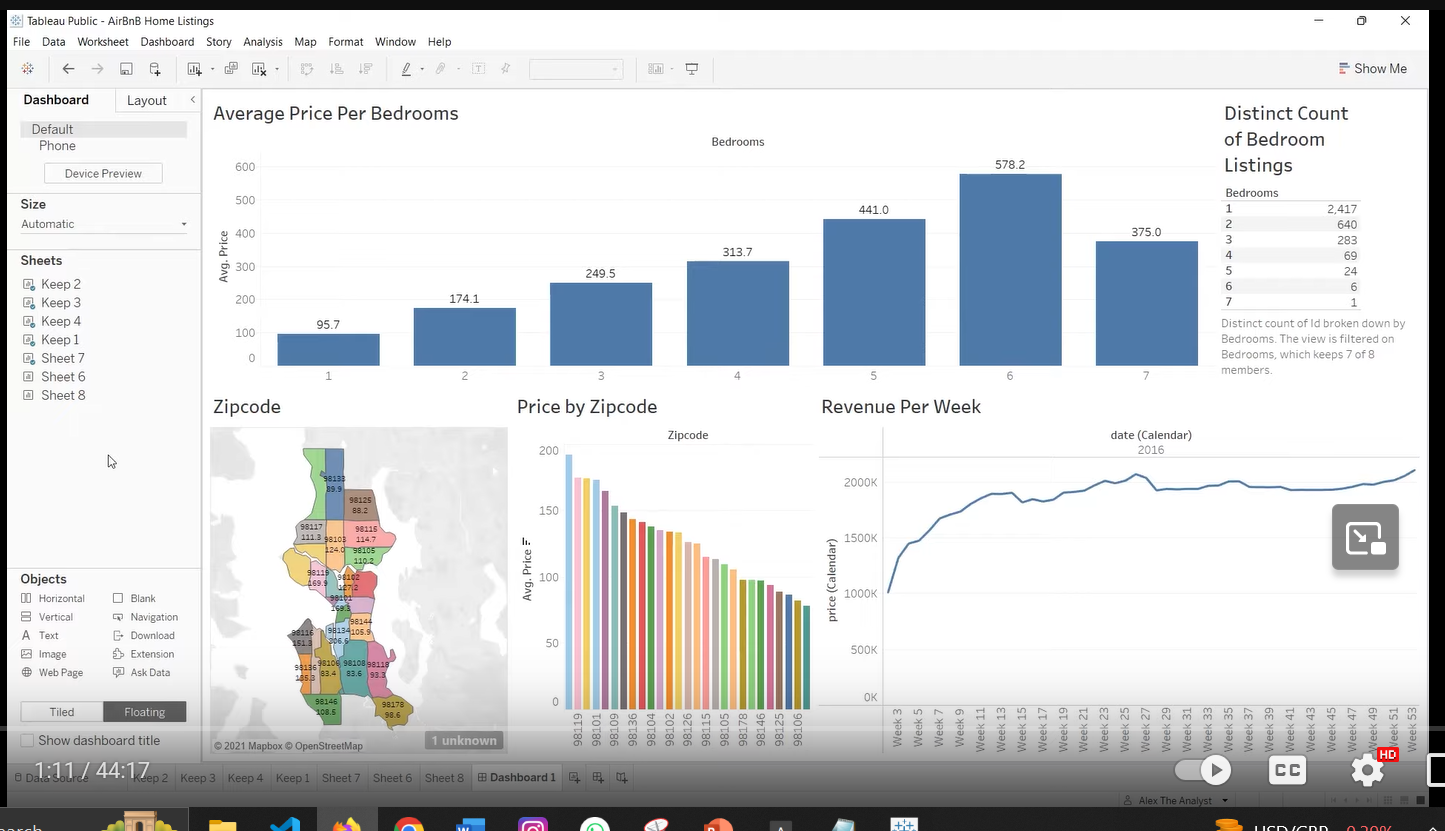 Tableau Public - AirBnB Home Listings
File Data Worksheet Dashboard Story Analysis Map Format Window Help
Show Me
Dashboard Layout
Default
Phone
Device Preview
Size
Automatic
Sheets
Keep 2
Keep 3
Keep 4
Keep 1
Sheet 7
Sheet 6
Sheet 8
Objects
Horizontal Blank
Vertical Navigation
Text Download
Image Extension
Web Page Ask Data
Tiled Floating
Show dashboard title
Average Price Per Bedrooms
Bedrooms
Avg. Price
600
500
400
300
200
100
0
95.7
174.1
249.5
313.7
441.0
578.2
375.0
1 2 3 4 5 6 7
Distinct Count
of Bedroom
Listings
Bedrooms
1 2,417
2 640
3 283
4 69
5 24
6 6
7 1
Distinct count of Id broken down by
Bedrooms. The view is filtered on
Bedrooms, which keeps 7 of 8
members.
Zipcode
98133
89.9
98125
88.2
98117
111.3
98103
124.0
98115
114.7
98105
110.2
98119
169.9
98102
127.2
98101
98144
105.9
98116
151.3
98134
206.6
98136
98106
83.4
98108
83.6
98118
93.3
98146
108.5
98178
98.6
© 2021 Mapbox © OpenStreetMap
1 unknown
Price by Zipcode
Zipcode
Avg. Price
200
150
100
50
0
98119 98101 98109 98136 98104 98122 98126 98115 98105 98178 98146 98125 98106
Revenue Per Week
date (Calendar)
2016
price (Calendar)
2000K
1500K
1000K
500K
0K
Week 3 Week 5 Week 7 Week 9 Week 11 Week 13 Week 15 Week 17 Week 19 Week 21 Week 23 Week 25 Week 27 Week 29 Week 31 Week 33 Week 35 Week 37 Week 39 Week 41 Week 43 Week 45 Week 47 Week 49 Week 51 Week 53
Data Source Keep 2 Keep 3 Keep 4 Keep 1 Sheet 7 Sheet 6 Sheet 8 Dashboard 1
1:11 / 44:17
CC
HD
Alex The Analyst
USD/GBP